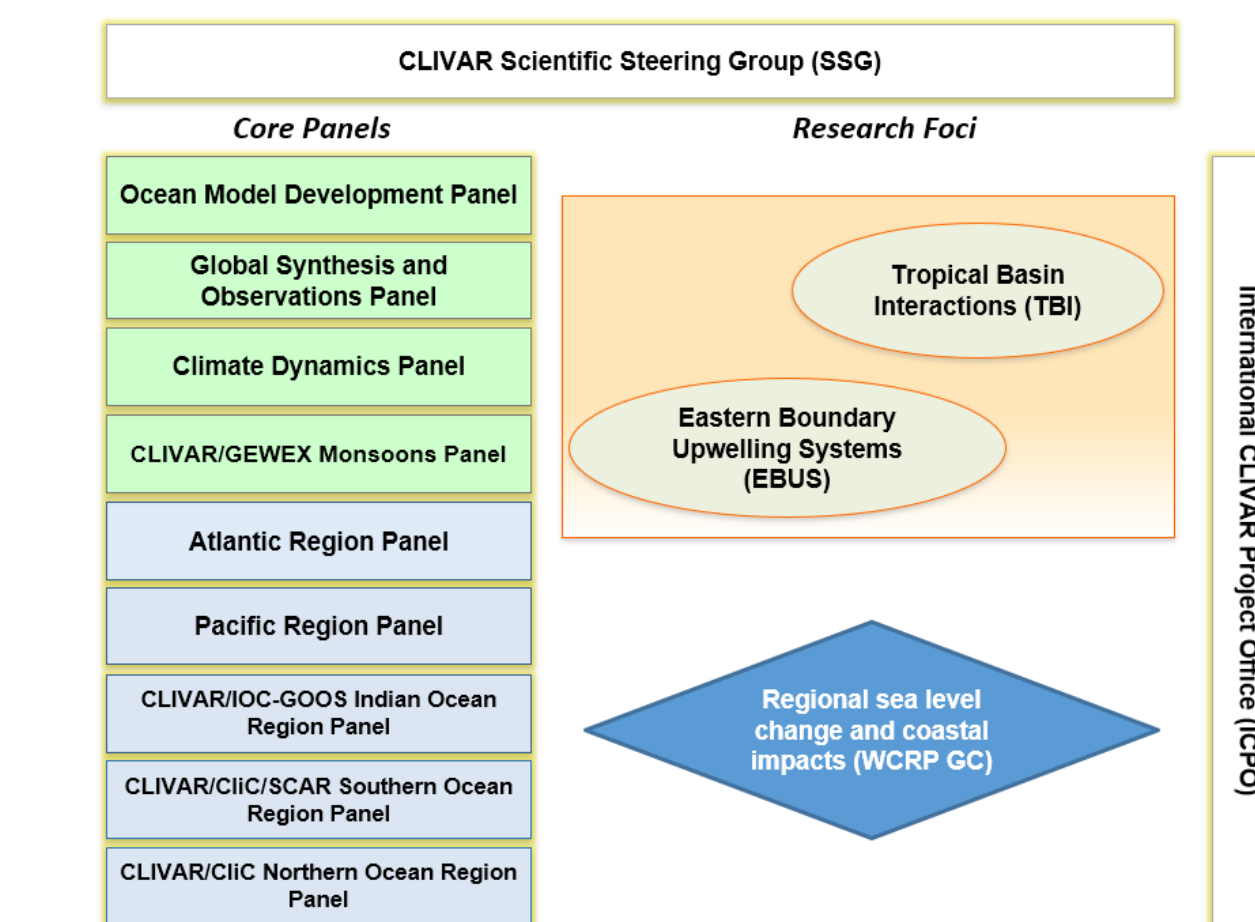 CLIVAR Scientific Steering Group (SSG)
Core Panels
Research Foci
Ocean Model Development Panel
Global Synthesis and
Observations Panel
Climate Dynamics Panel
CLIVAR/GEWEX Monsoons Panel
Atlantic Region Panel
Pacific Region Panel
CLIVAR/IOC-GOOS Indian Ocean
Region Panel
CLIVAR/CliC/SCAR Southern Ocean
Region Panel
CLIVAR/CliC Northern Ocean Region
Panel
Tropical Basin
Interactions (TBI)
Eastern Boundary
Upwelling Systems
(EBUS)
Regional sea level
change and coastal
impacts (WCRP GC)
International CLIVAR Project Office (ICPO)